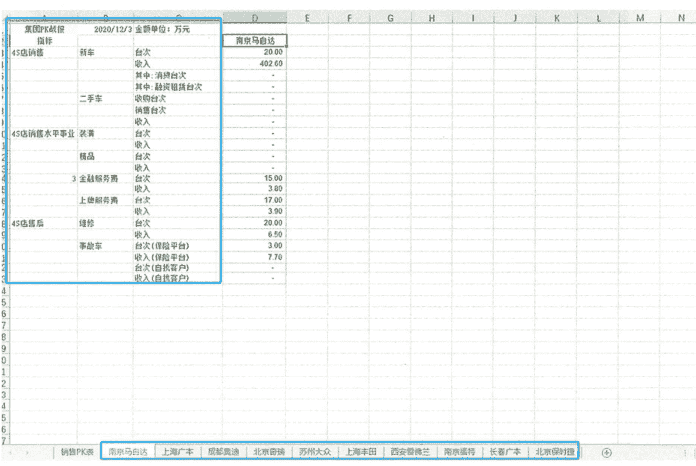 A B C D E F G H I J K L M N
集团PK战报 2020/12/3 金额单位：万元
指标 南京马自达
4S店销售 新车 台次 20.00
收入 402.60
其中:消贷台次 -
其中:融资租赁台次 -
二手车 收购台次 -
销售台次 -
收入 -
4S店销售水平事业 装潢 台次 -
收入 -
精品 台次 -
收入 -
3 金融服务费 台次 15.00
收入 3.80
上牌服务费 台次 17.00
收入 3.90
4S店售后 维修 台次 20.00
收入 6.50
事故车 台次(保险平台) 3.00
收入(保险平台) 7.70
台次(自找客户) -
收入(自找客户) -
销售PK表 南京马自达 上海广本 成都奥迪 北京雷诺 苏州大众 上海丰田 西安雪佛兰 南京福特 长春广本 北京保时捷